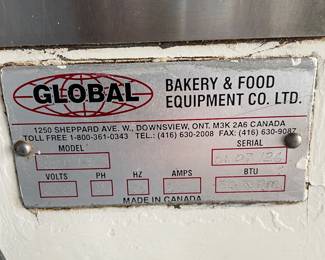 GLOBAL
BAKERY & FOOD
EQUIPMENT CO. LTD.
1250 SHEPPARD AVE. W., DOWNSVIEW, ONT. M3K 2A6 CANADA
TOLL FREE 1-800-361-0343 TEL: (416) 630-2008 FAX: (416) 630-9087
MODEL SERIAL
VOLTS PH HZ AMPS BTU
MADE IN CANADA